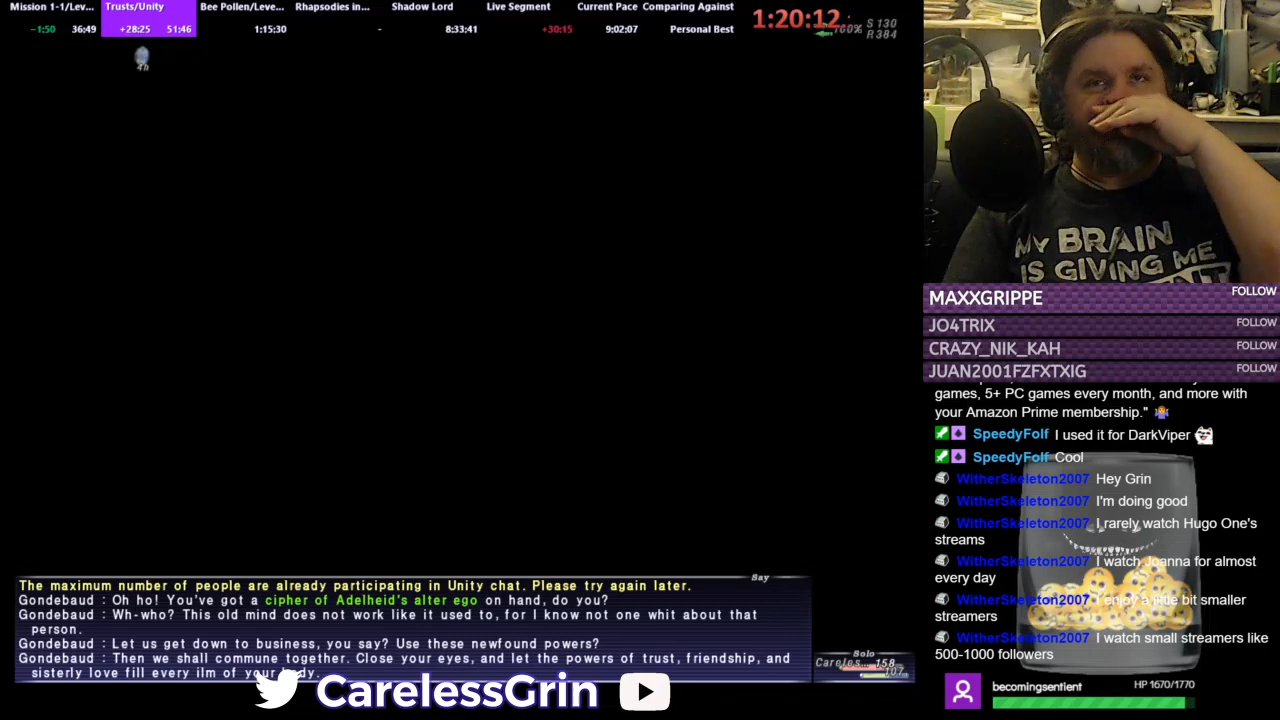 Mission 1-1/Lev... Trusts/Unity Bee Pollen/Leve... Rhapsodies in... Shadow Lord Live Segment Current Pace Comparing Against
-1:50 36:49 +28:25 51:46 1:15:30 - 8:33:41 +30:15 9:02:07 Personal Best
1:20:12
100% S 130
R 384
4h
MY BRAIN
IS GIVING ME
MAXXGRIPPE FOLLOW
JO4TRIX FOLLOW
CRAZY_NIK_KAH FOLLOW
JUAN2001FZFXTXIG FOLLOW
games, 5+ PC games every month, and more with
your Amazon Prime membership."
SpeedyFolf I used it for DarkViper
SpeedyFolf Cool
WitherSkeleton2007 Hey Grin
WitherSkeleton2007 I'm doing good
WitherSkeleton2007 I rarely watch Hugo One's
streams
WitherSkeleton2007 I watch Joanna for almost
every day
WitherSkeleton2007 I enjoy a little bit smaller
streamers
WitherSkeleton2007 I watch small streamers like
500-1000 followers
becomingsentient HP 1670/1770
Say
The maximum number of people are already participating in Unity chat. Please try again later.
Gondebaud : Oh ho! You've got a cipher of Adelheid's alter ego on hand, do you?
Gondebaud : Wh-who? This old mind does not work like it used to, for I know not one whit about that
person.
Gondebaud : Let us get down to business, you say? Use these newfound powers?
Gondebaud : Then we shall commune together. Close your eyes, and let the powers of trust, friendship, and
sisterly love fill every ilm of your
Solo
Careles... 158
107
CarelessGrin